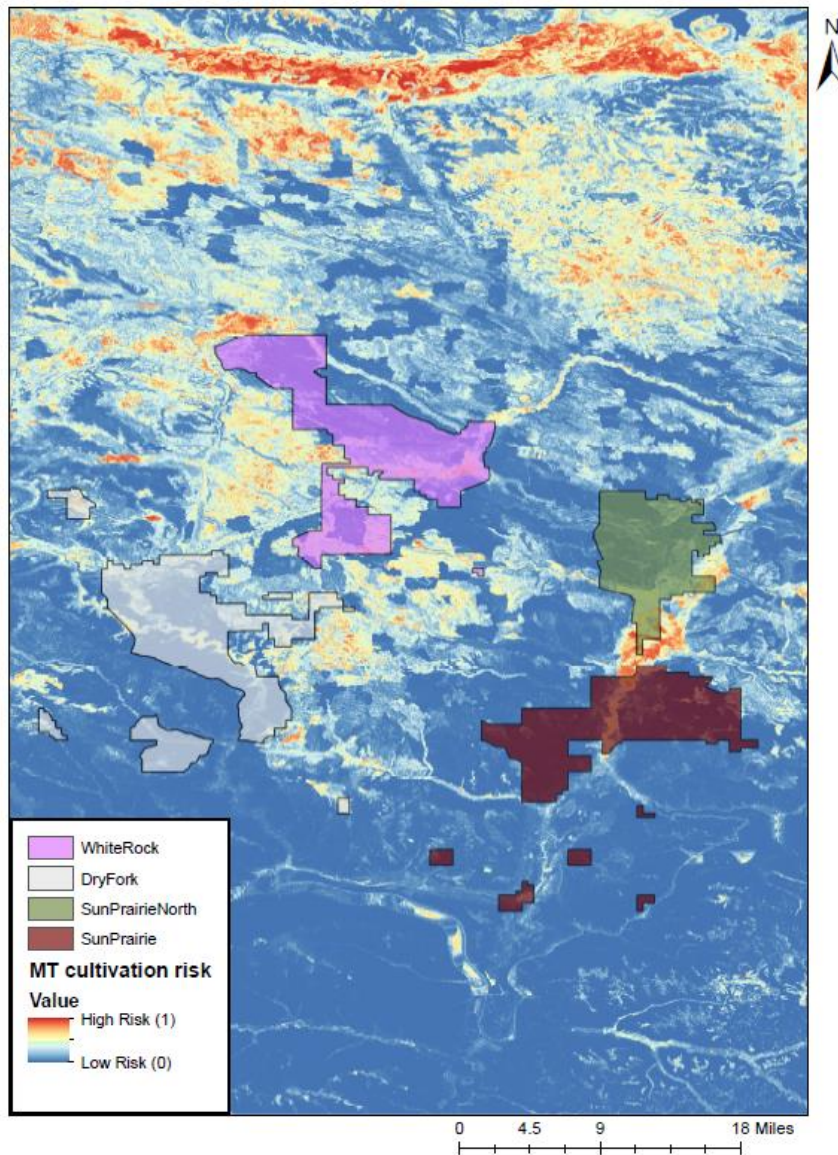 N
WhiteRock
DryFork
SunPrairieNorth
SunPrairie
MT cultivation risk
Value
High Risk (1)
Low Risk (0)
0 4.5 9 18 Miles